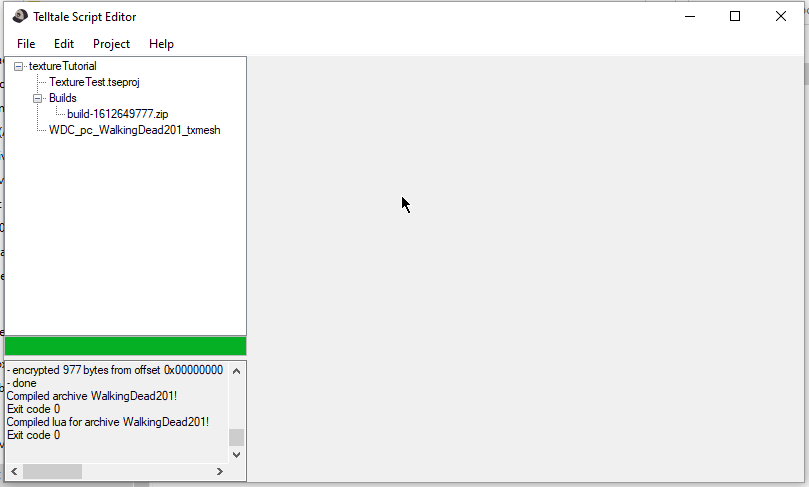 Telltale Script Editor
File Edit Project Help
textureTutorial
TextureTest.tseproj
Builds
build-1612649777.zip
WDC_pc_WalkingDead201_txmesh
- encrypted 977 bytes from offset 0x00000000
- done
Compiled archive WalkingDead201!
Exit code 0
Compiled lua for archive WalkingDead201!
Exit code 0